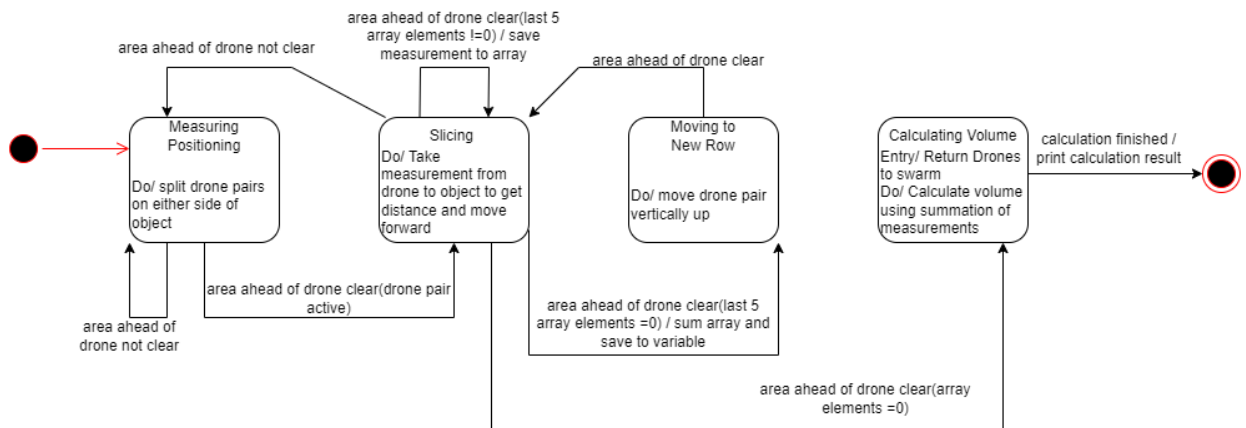 area ahead of drone clear(last 5
array elements !=0) / save
measurement to array
area ahead of drone not clear
area ahead of drone clear
Measuring
Positioning
Do/ split drone pairs
on either side of
object
Slicing
Do/ Take
measurement from
drone to object to get
distance and move
forward
Moving to
New Row
Do/ move drone pair
vertically up
Calculating Volume
Entry/ Return Drones
to swarm
Do/ Calculate volume
using summation of
measurements
calculation finished /
print calculation result
area ahead of drone clear(drone pair
active)
area ahead of
drone not clear
area ahead of drone clear(last 5
array elements =0) / sum array and
save to variable
area ahead of drone clear(array
elements =0)